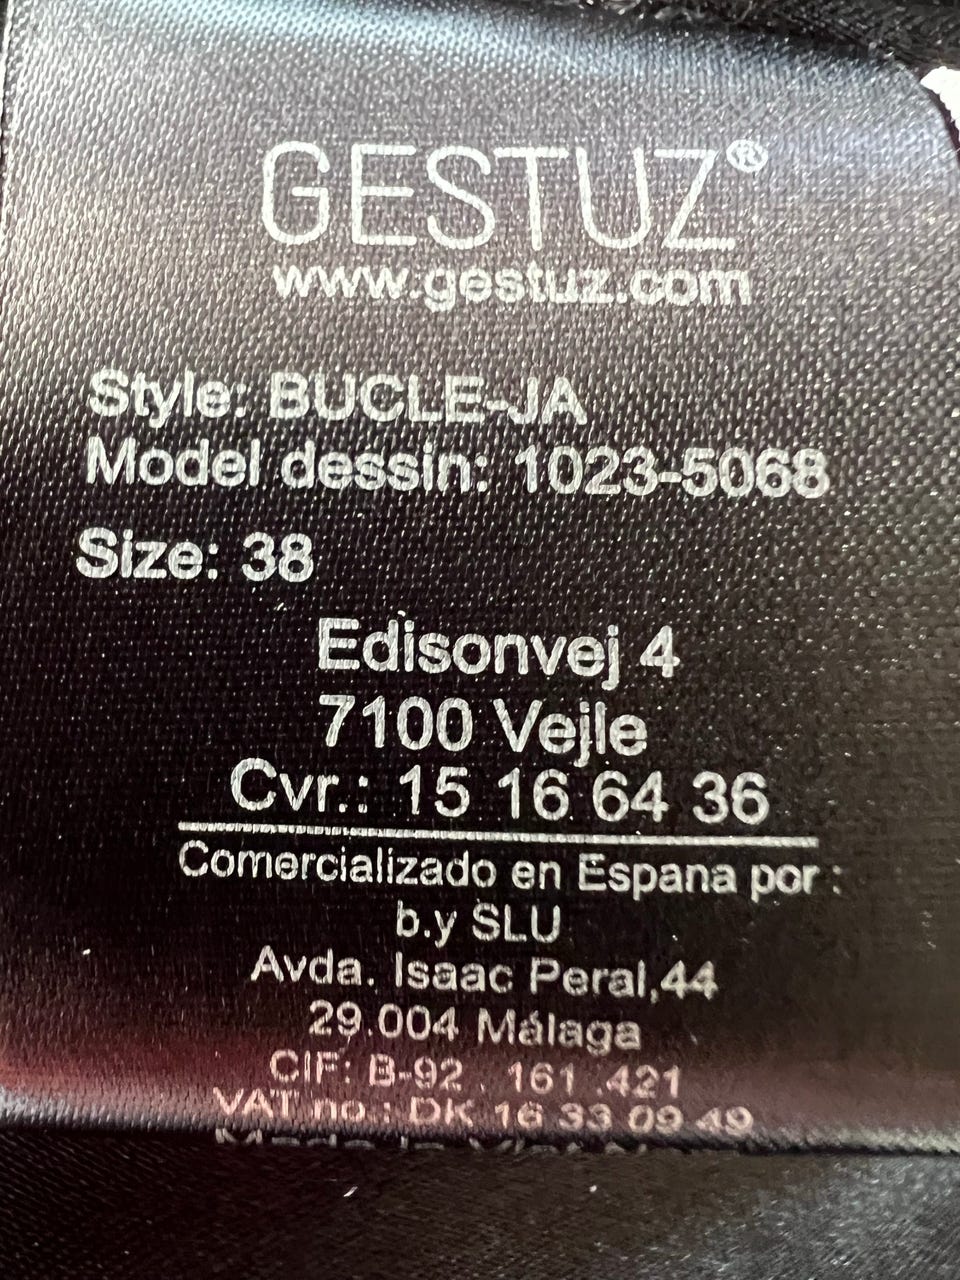 GESTUZ®
www.gestuz.com
Style: BUCLE-JA
Model dessin: 1023-5068
Size: 38
Edisonvej 4
7100 Vejle
Cvr.: 15 16 64 36
Comercializado en Espana por :
b.y SLU
Avda. Isaac Peral,44
29.004 Málaga
CIF: B-92 . 161 .421
VAT no.: DK 16 33 09 49
Made In